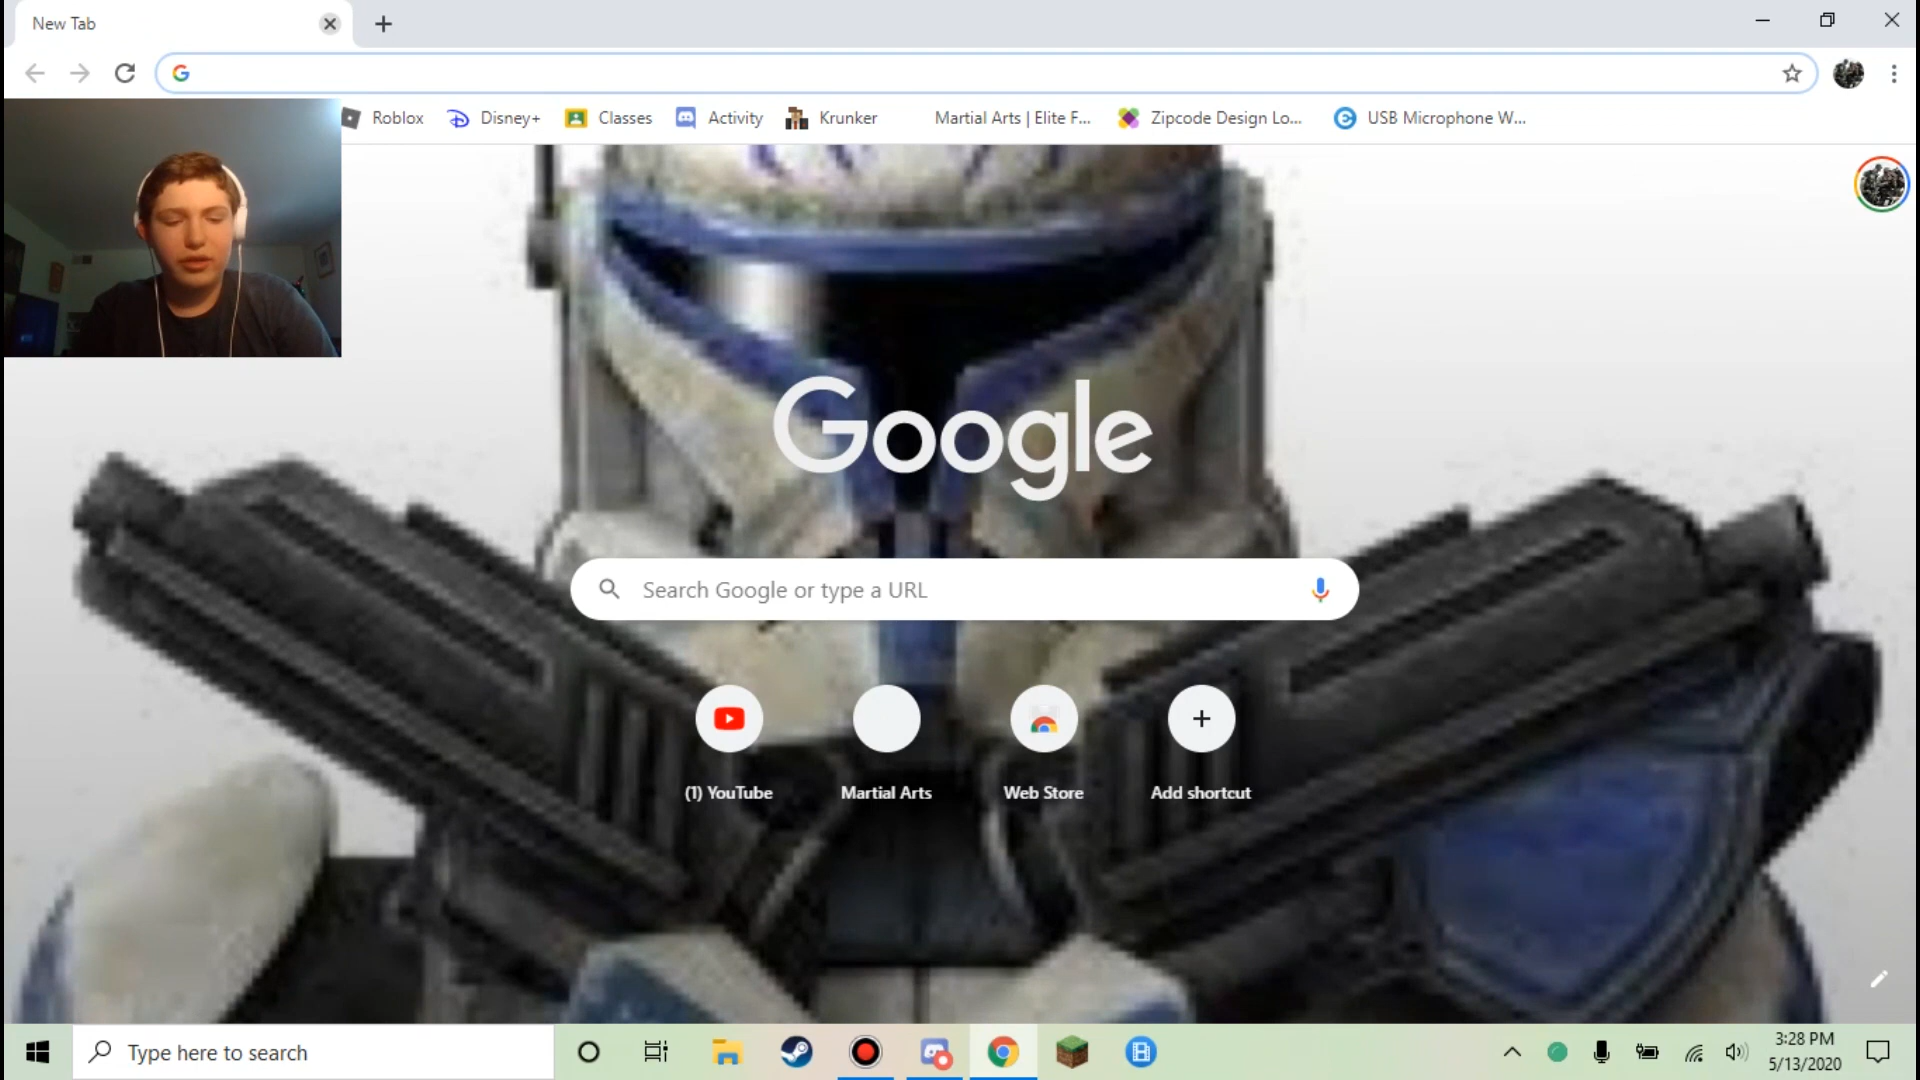 New Tab
Roblox Disney+ Classes Activity Krunker Martial Arts | Elite F... Zipcode Design Lo... USB Microphone W...
Google
Search Google or type a URL
(1) YouTube Martial Arts Web Store Add shortcut
Type here to search
3:28 PM
5/13/2020